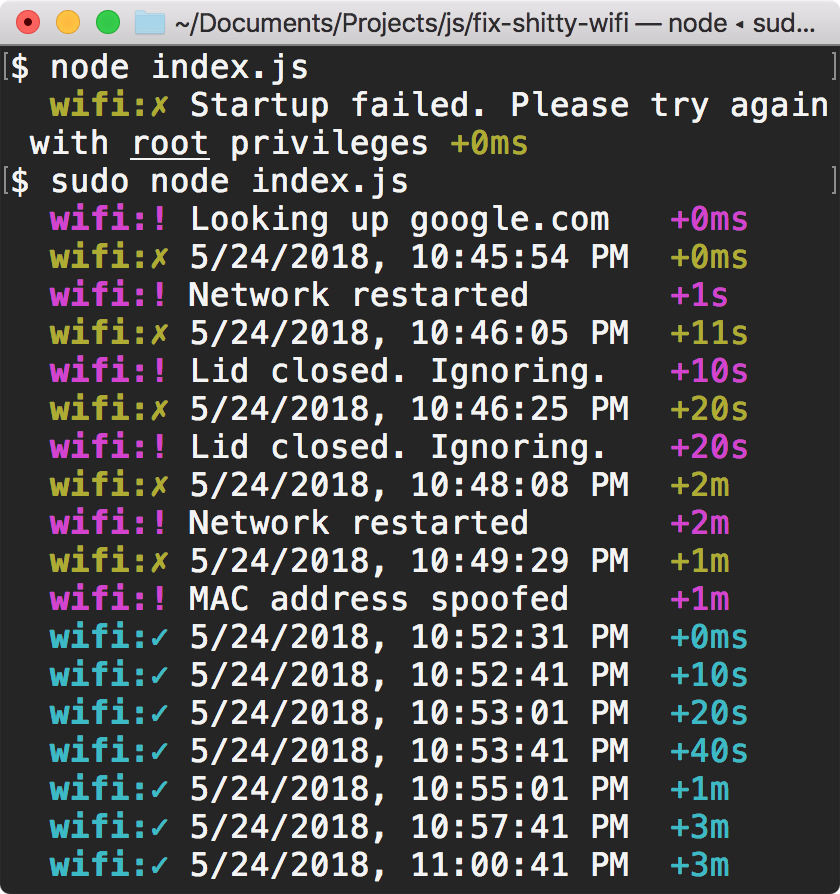 ~/Documents/Projects/js/fix-shitty-wifi — node ◂ sud...
[$ node index.js ]
wifi:✗ Startup failed. Please try again
with root privileges +0ms
[$ sudo node index.js ]
wifi:! Looking up google.com +0ms
wifi:✗ 5/24/2018, 10:45:54 PM +0ms
wifi:! Network restarted +1s
wifi:✗ 5/24/2018, 10:46:05 PM +11s
wifi:! Lid closed. Ignoring. +10s
wifi:✗ 5/24/2018, 10:46:25 PM +20s
wifi:! Lid closed. Ignoring. +20s
wifi:✗ 5/24/2018, 10:48:08 PM +2m
wifi:! Network restarted +2m
wifi:✗ 5/24/2018, 10:49:29 PM +1m
wifi:! MAC address spoofed +1m
wifi:✓ 5/24/2018, 10:52:31 PM +0ms
wifi:✓ 5/24/2018, 10:52:41 PM +10s
wifi:✓ 5/24/2018, 10:53:01 PM +20s
wifi:✓ 5/24/2018, 10:53:41 PM +40s
wifi:✓ 5/24/2018, 10:55:01 PM +1m
wifi:✓ 5/24/2018, 10:57:41 PM +3m
wifi:✓ 5/24/2018, 11:00:41 PM +3m